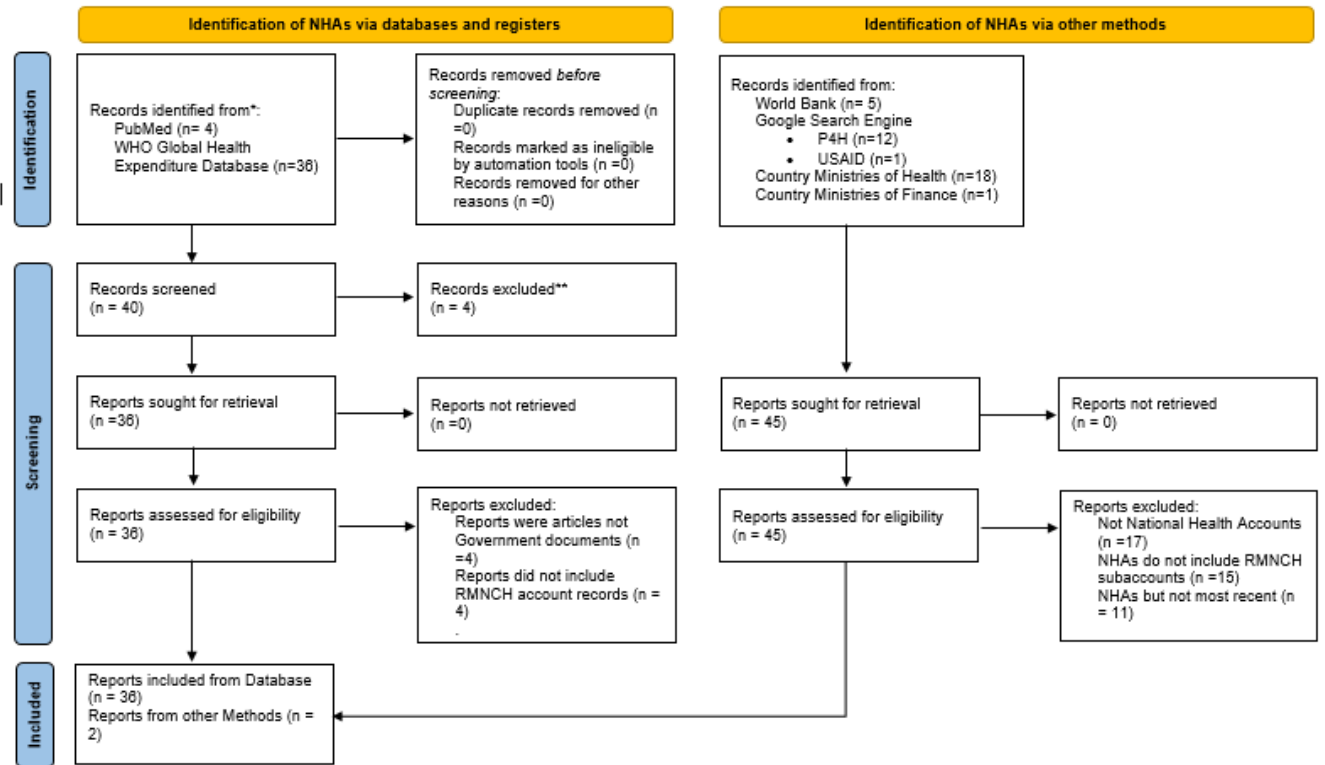 Identification of NHAs via databases and registers
Identification of NHAs via other methods
Identification
Records identified from*:
PubMed (n= 4)
WHO Global Health
Expenditure Database (n=36)
Records removed before
screening:
Duplicate records removed (n
=0)
Records marked as ineligible
by automation tools (n =0)
Records removed for other
reasons (n =0)
Records identified from:
World Bank (n= 5)
Google Search Engine
• P4H (n=12)
• USAID (n=1)
Country Ministries of Health (n=18)
Country Ministries of Finance (n=1)
Screening
Records screened
(n = 40)
Records excluded**
(n = 4)
Reports sought for retrieval
(n =36)
Reports not retrieved
(n =0)
Reports sought for retrieval
(n = 45)
Reports not retrieved
(n = 0)
Reports assessed for eligibility
(n = 36)
Reports excluded:
Reports were articles not
Government documents (n
=4)
Reports did not include
RMNCH account records (n =
4)
.
Reports assessed for eligibility
(n = 45)
Reports excluded:
Not National Health Accounts
(n =17)
NHAs do not include RMNCH
subaccounts (n =15)
NHAs but not most recent (n
= 11)
Included
Reports included from Database
(n = 36)
Reports from other Methods (n =
2)